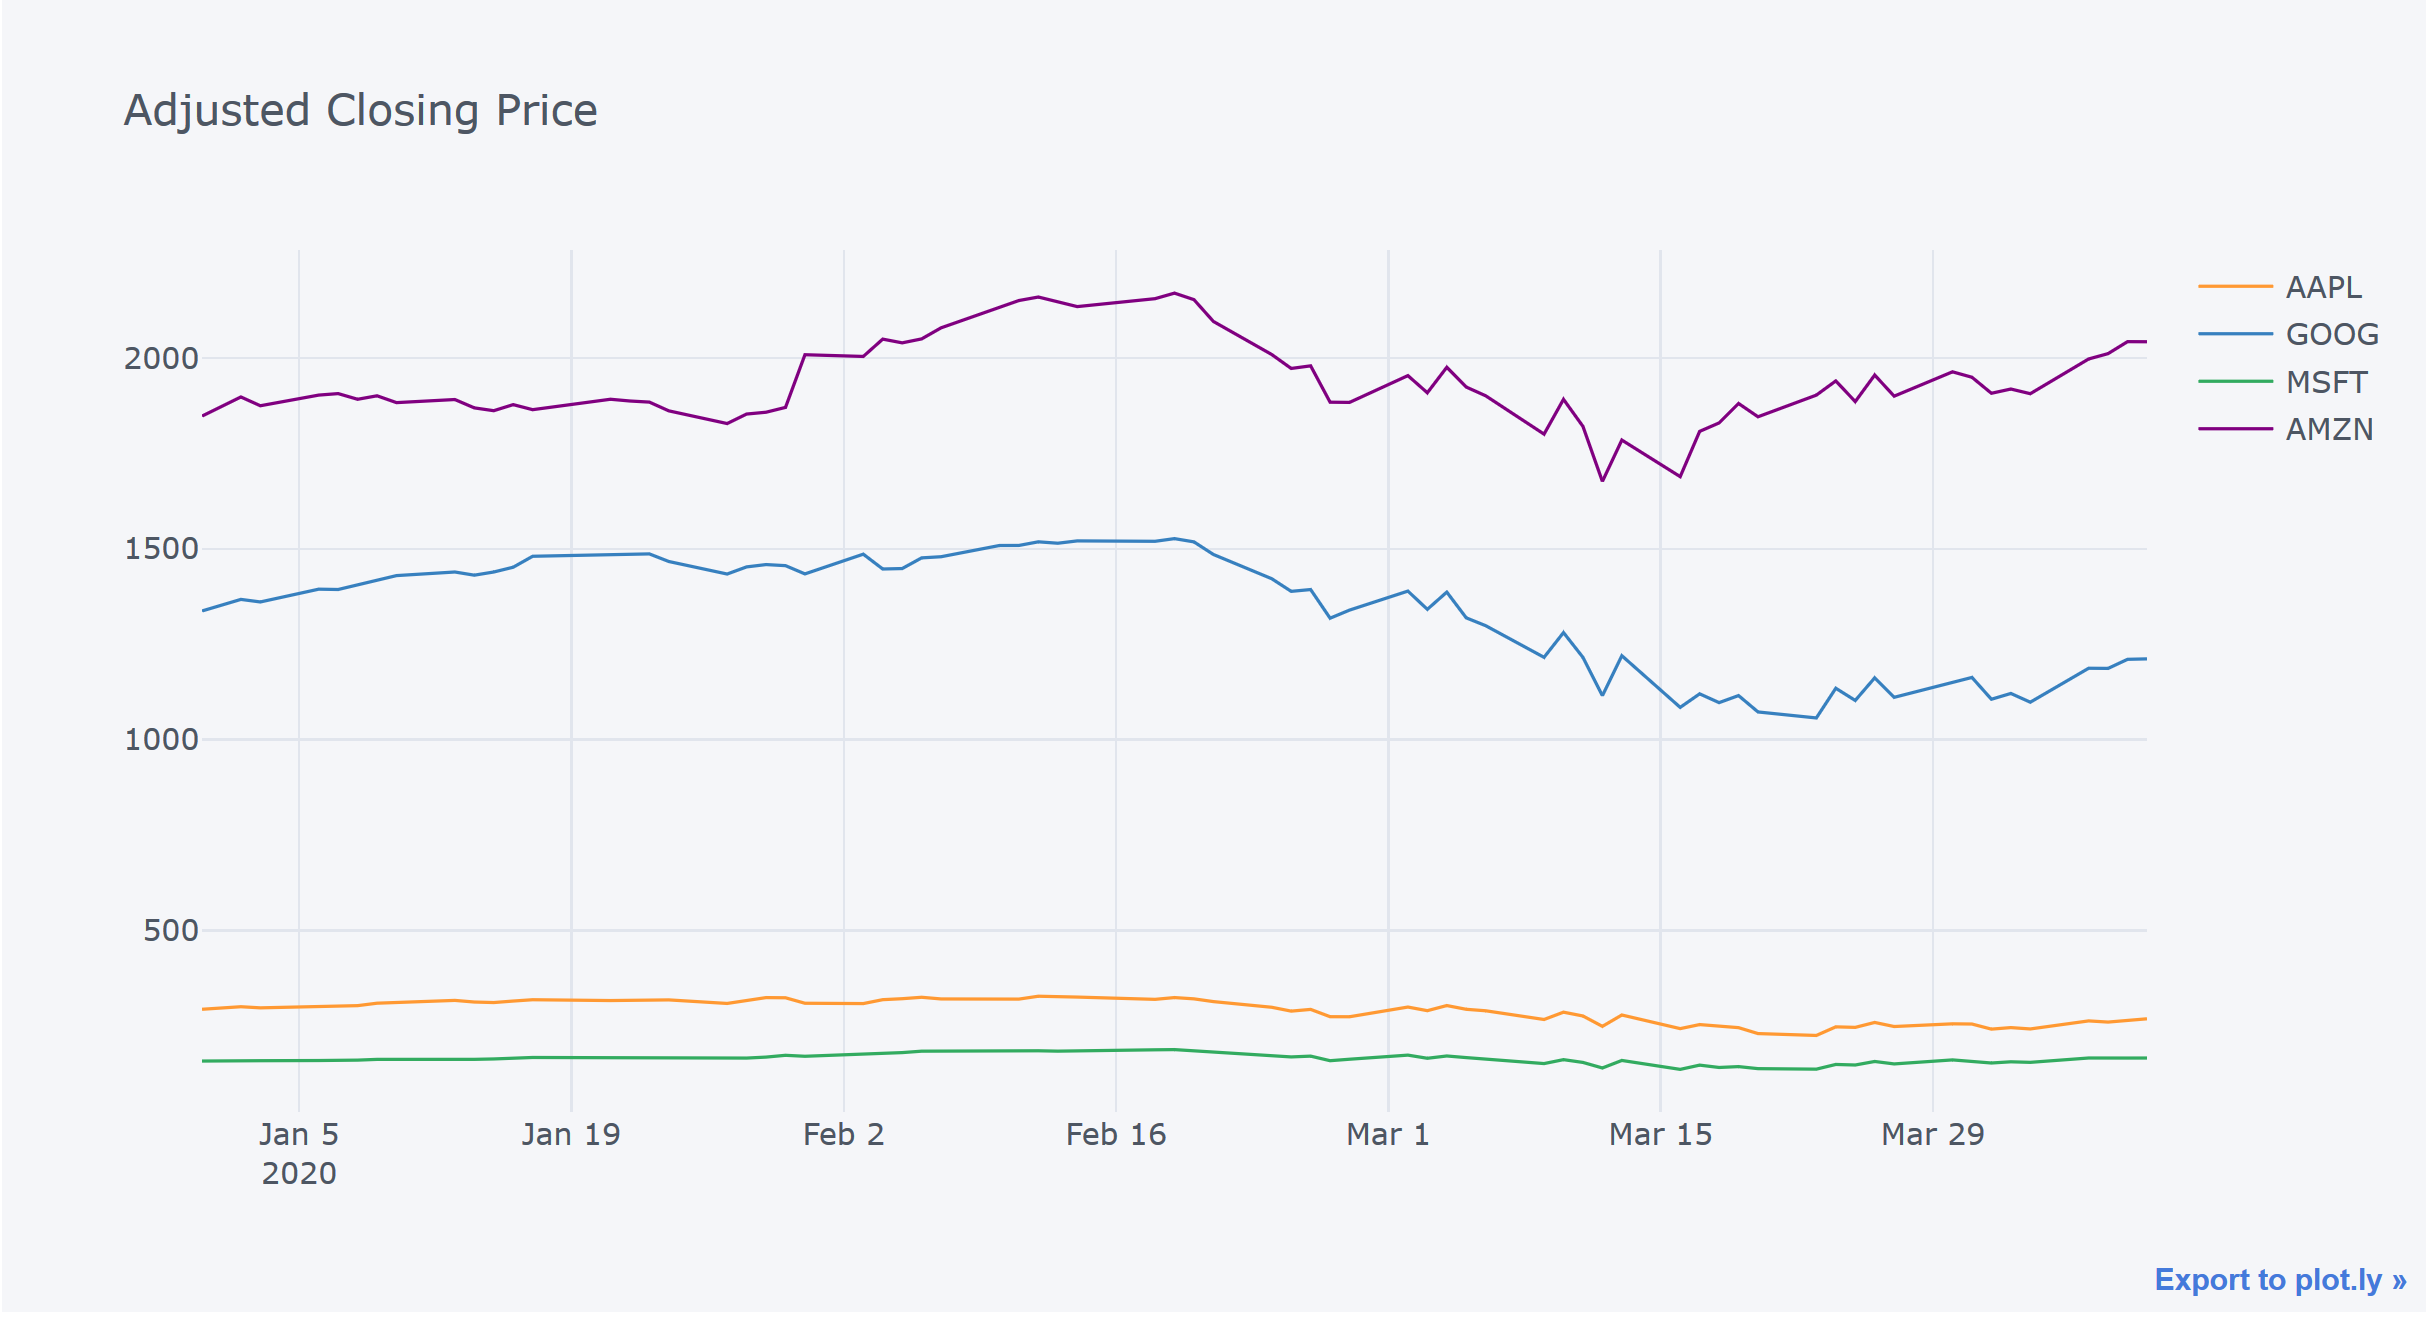 Adjusted Closing Price
2000
1500
1000
500
Jan 5
2020
Jan 19
Feb 2
Feb 16
Mar 1
Mar 15
Mar 29
AAPL
GOOG
MSFT
AMZN
Export to plot.ly »